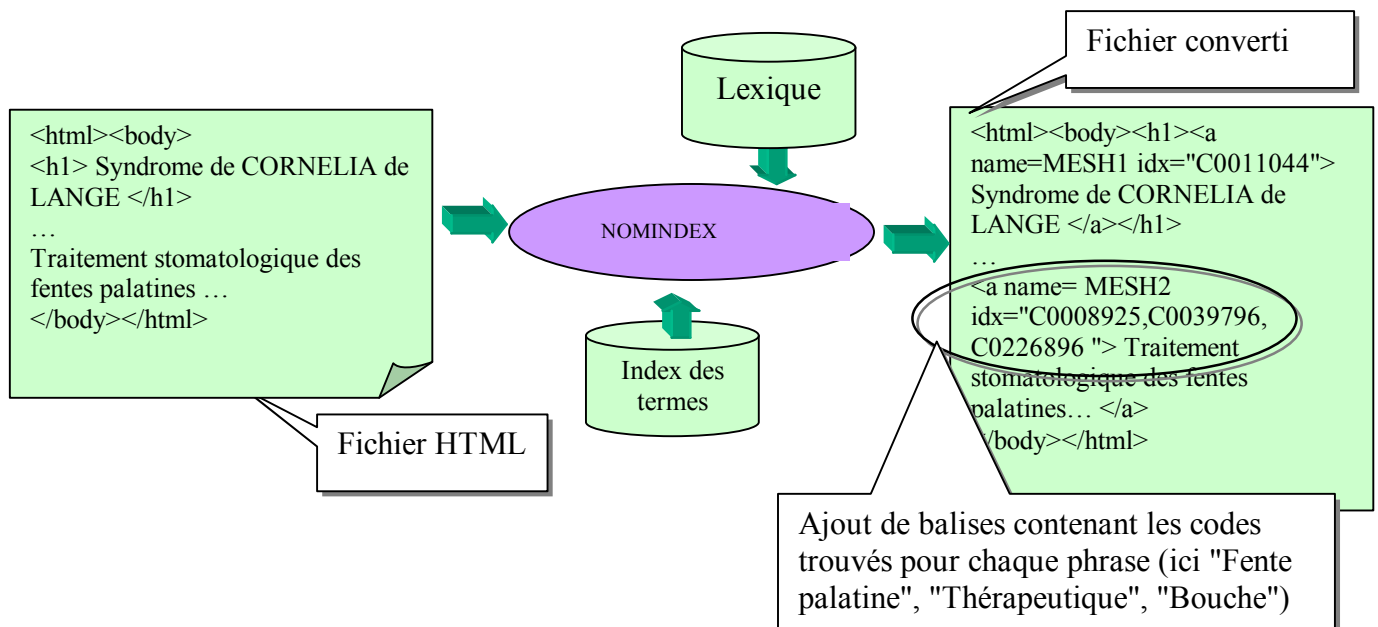 Fichier converti
Lexique
<html><body>
<h1> Syndrome de CORNELIA de
LANGE </h1>
…
Traitement stomatologique des
fentes palatines …
</body></html>
Fichier HTML
NOMINDEX
Index des
termes
<html><body><h1><a
name=MESH1 idx="C0011044">
Syndrome de CORNELIA de
LANGE </a></h1>
…
<a name= MESH2
idx="C0008925,C0039796,
C0226896 "> Traitement
stomatologique des fentes
palatines… </a>
</body></html>
Ajout de balises contenant les codes
trouvés pour chaque phrase (ici "Fente
palatine", "Thérapeutique", "Bouche")